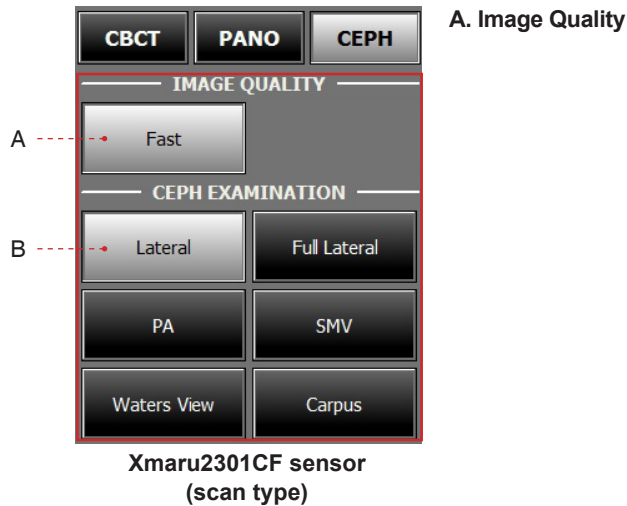 CBCT PANO CEPH
A. Image Quality
IMAGE QUALITY
A Fast
CEPH EXAMINATION
B Lateral Full Lateral
PA SMV
Waters View Carpus
Xmaru2301CF sensor
(scan type)